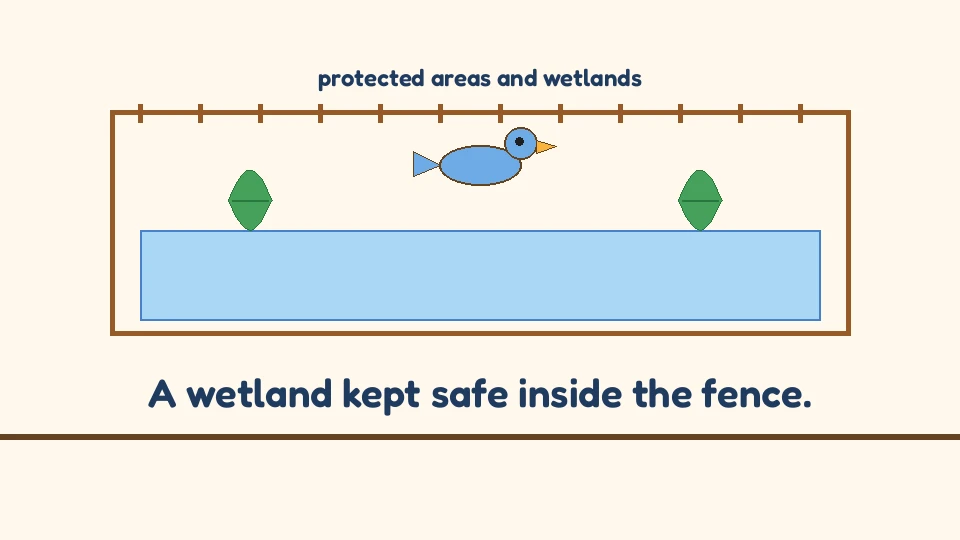 protected areas and wetlands
A wetland kept safe inside the fence.